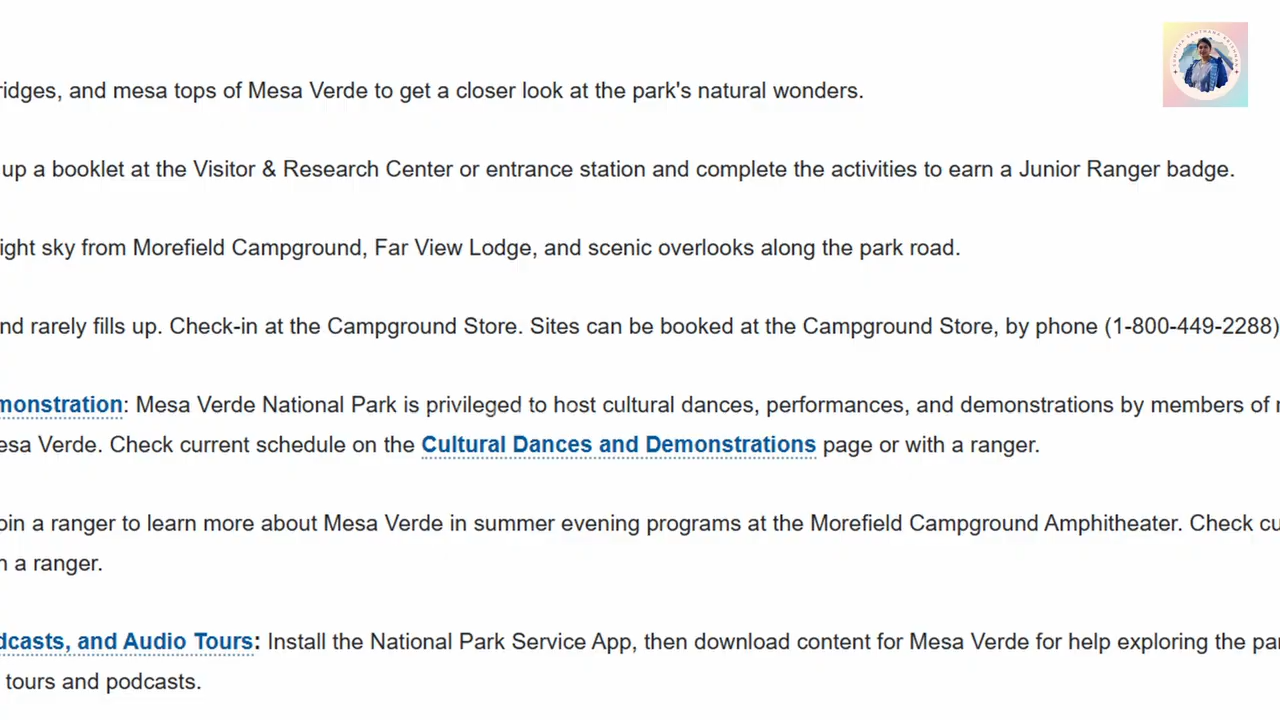 ridges, and mesa tops of Mesa Verde to get a closer look at the park's natural wonders.
up a booklet at the Visitor & Research Center or entrance station and complete the activities to earn a Junior Ranger badge.
ight sky from Morefield Campground, Far View Lodge, and scenic overlooks along the park road.
nd rarely fills up. Check-in at the Campground Store. Sites can be booked at the Campground Store, by phone (1-800-449-2288)
monstration: Mesa Verde National Park is privileged to host cultural dances, performances, and demonstrations by members of
esa Verde. Check current schedule on the Cultural Dances and Demonstrations page or with a ranger.
oin a ranger to learn more about Mesa Verde in summer evening programs at the Morefield Campground Amphitheater. Check cu
a ranger.
dcasts, and Audio Tours: Install the National Park Service App, then download content for Mesa Verde for help exploring the par
tours and podcasts.